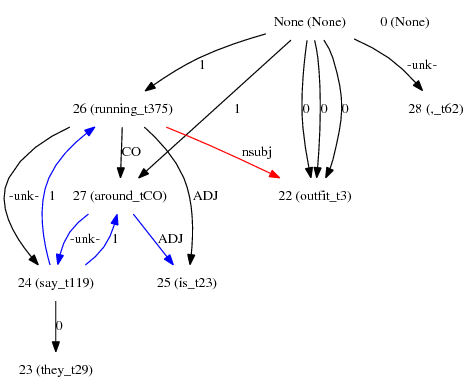 None (None) 0 (None)
1 -unk-
26 (running_t375) 1 0 0 0 28 (,_t62)
CO nsubj
-unk- 1 27 (around_tCO) ADJ 22 (outfit_t3)
-unk- 1 ADJ
24 (say_t119) 25 (is_t23)
0
23 (they_t29)